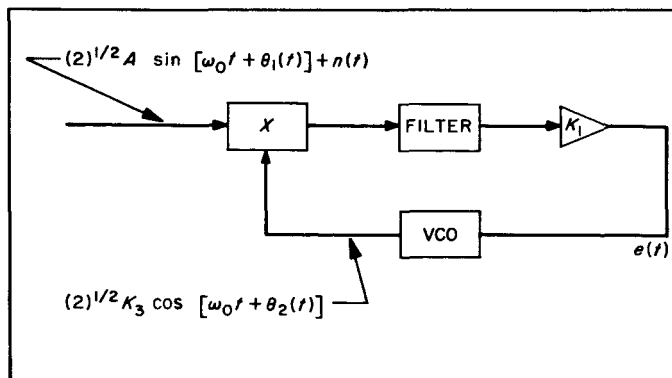 (2)^{1/2} A sin [ω₀t + θ₁(t)] + n(t)
X
FILTER
K₁
VCO
e(t)
(2)^{1/2} K₃ cos [ω₀t + θ₂(t)]